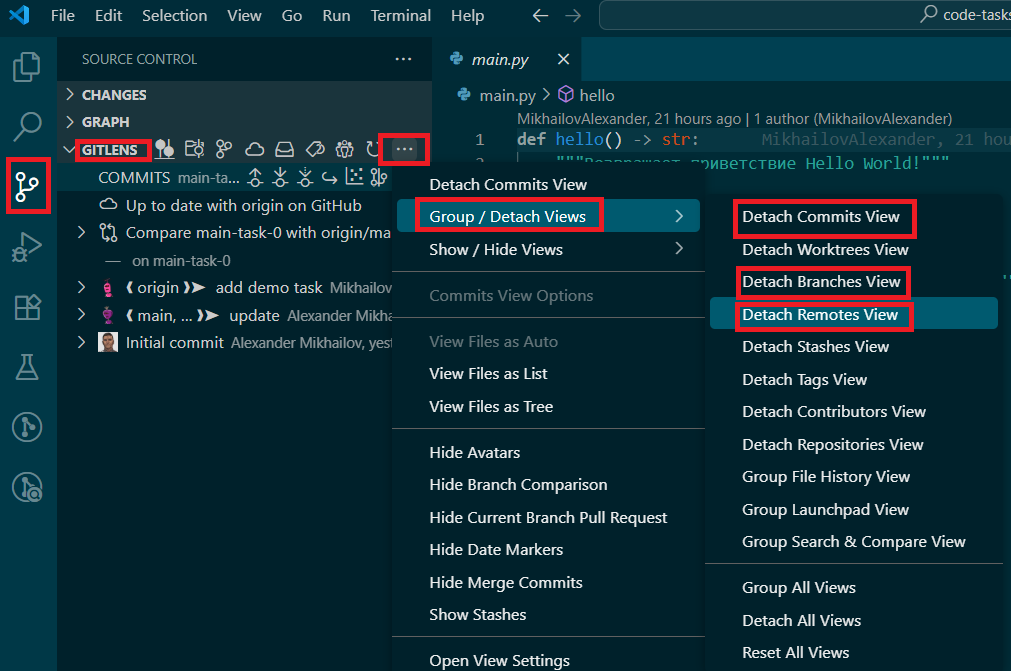 File Edit Selection View Go Run Terminal Help
code-tasks
SOURCE CONTROL
main.py
CHANGES
GRAPH
GITLENS
COMMITS main-ta...
Up to date with origin on GitHub
Compare main-task-0 with origin/ma
on main-task-0
origin add demo task Mikhailov
main, ... update Alexander Mikha
Initial commit Alexander Mikhailov, yest
main.py > hello
MikhailovAlexander, 21 hours ago | 1 author (MikhailovAlexander)
1 def hello() -> str: MikhailovAlexander, 21 hou
"""Возвращает приветствие Hello World!"""
Detach Commits View
Group / Detach Views
Show / Hide Views
Commits View Options
View Files as Auto
View Files as List
View Files as Tree
Hide Avatars
Hide Branch Comparison
Hide Current Branch Pull Request
Hide Date Markers
Hide Merge Commits
Show Stashes
Open View Settings
Detach Commits View
Detach Worktrees View
Detach Branches View
Detach Remotes View
Detach Stashes View
Detach Tags View
Detach Contributors View
Detach Repositories View
Group File History View
Group Launchpad View
Group Search & Compare View
Group All Views
Detach All Views
Reset All Views